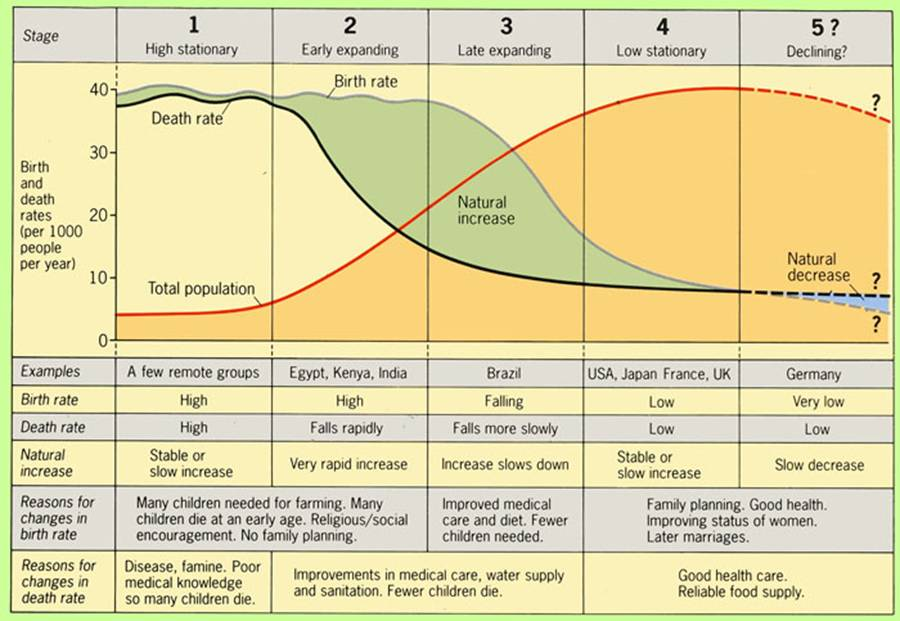 Stage
1
High stationary
2
Early expanding
3
Late expanding
4
Low stationary
5 ?
Declining?
Birth
and
death
rates
(per 1000
people
per year)
40
30
20
10
0
Birth rate
Death rate
Total population
Natural
increase
Natural
decrease
?
?
?
Examples
A few remote groups
Egypt, Kenya, India
Brazil
USA, Japan France, UK
Germany
Birth rate
High
High
Falling
Low
Very low
Death rate
High
Falls rapidly
Falls more slowly
Low
Low
Natural
increase
Stable or
slow increase
Very rapid increase
Increase slows down
Stable or
slow increase
Slow decrease
Reasons for
changes in
birth rate
Many children needed for farming. Many
children die at an early age. Religious/social
encouragement. No family planning.
Improved medical
care and diet. Fewer
children needed.
Family planning. Good health.
Improving status of women.
Later marriages.
Reasons for
changes in
death rate
Disease, famine. Poor
medical knowledge
so many children die.
Improvements in medical care, water supply
and sanitation. Fewer children die.
Good health care.
Reliable food supply.